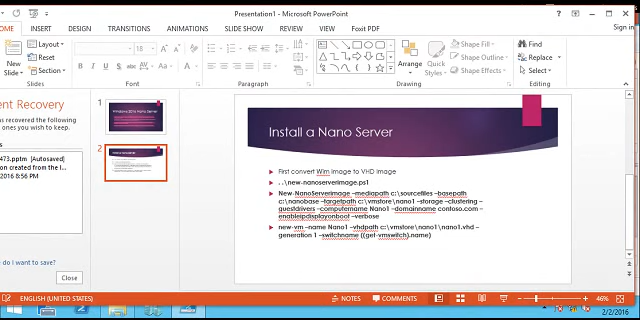 Presentation1 - Microsoft PowerPoint
Sign in
OME INSERT DESIGN TRANSITIONS ANIMATIONS SLIDE SHOW REVIEW VIEW Foxit PDF
New
Slide
Layout
Reset
Section
18
B I U S abc
Aa
A
Arrange
Quick
Styles
Shape Fill
Shape Outline
Shape Effects
Find
Replace
Select
Slides
Font
Paragraph
Drawing
Editing
ent Recovery
s recovered the following
ones you wish to keep.
s
473.pptm [Autosaved]
on created from the l...
/2016 8:56 PM
do I want to save?
Close
1
2
Install a Nano Server
First convert Wim image to VHD image
. .\new-nanoserverimage.ps1
New-NanoServerimage –mediapath c:\sourcefiles –basepath
c:\nanobase –targetpath c:\vmstore\nano1 –storage –clustering –
guestdrivers –computername Nano1 –domainname contoso.com –
enableipdisplayonboot –verbose
new-vm –name Nano1 –vhdpath c:\vmstore\nano1\nano1.vhd –
generation 1 –switchname ((get-vmswitch).name)
ENGLISH (UNITED STATES)
NOTES
COMMENTS
46%
2/2/2016